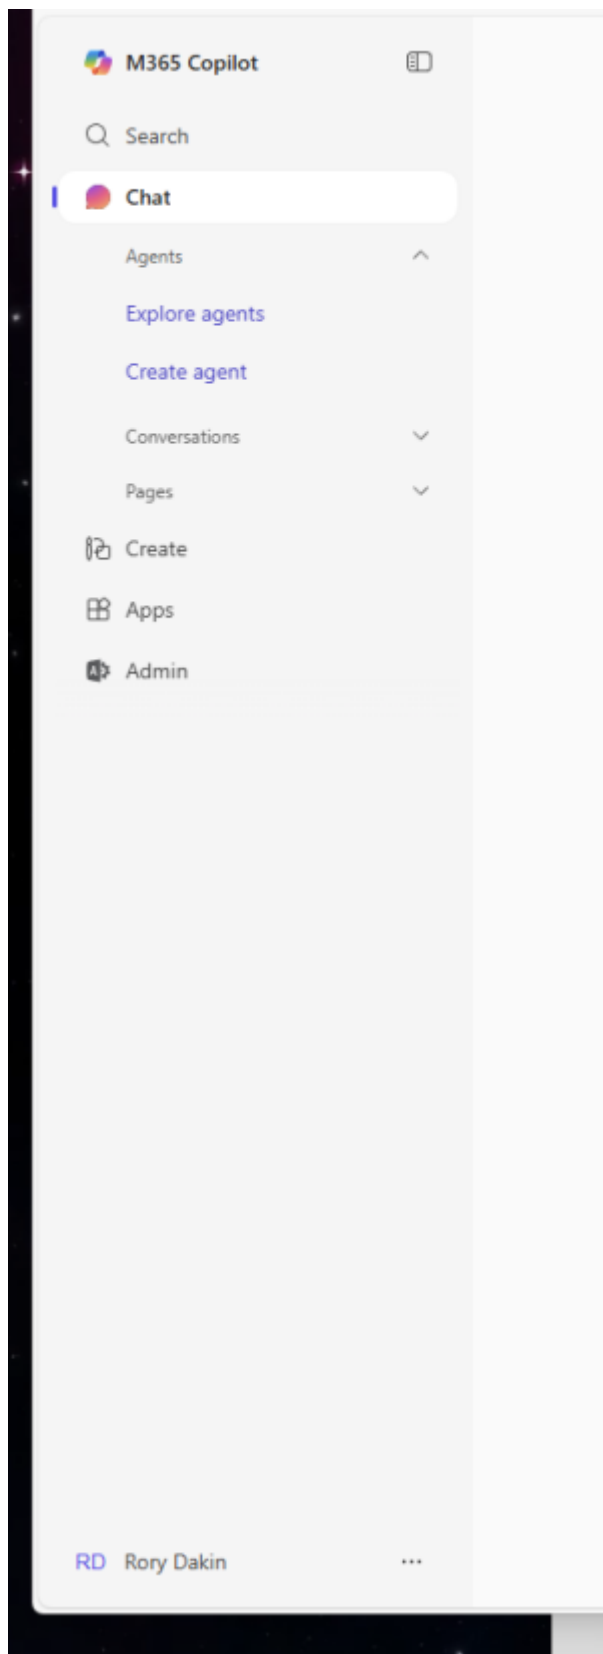 M365 Copilot
Search
Chat
Agents
Explore agents
Create agent
Conversations
Pages
Create
Apps
Admin
RD Rory Dakin